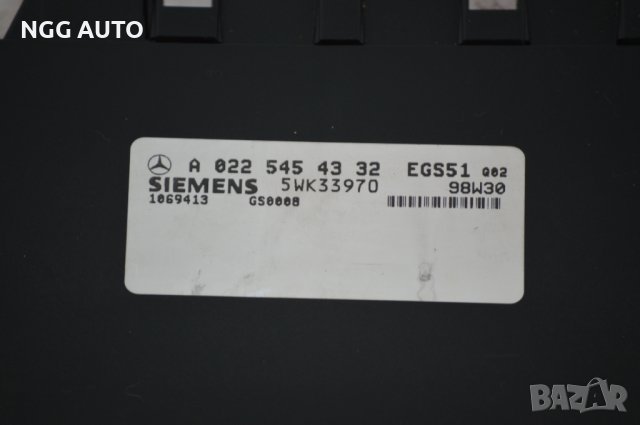 NGG AUTO
A 022 545 43 32 EGS51 Q02
SIEMENS 5WK33970 98W30
1069413 GS0008
BAZAR